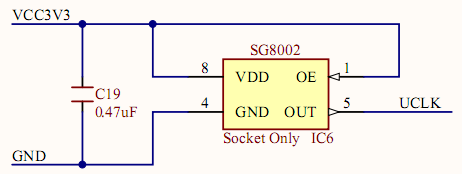 VCC3V3
SG8002
8 VDD OE 1
C19
0.47uF
4 GND OUT 5 UCLK
Socket Only IC6
GND